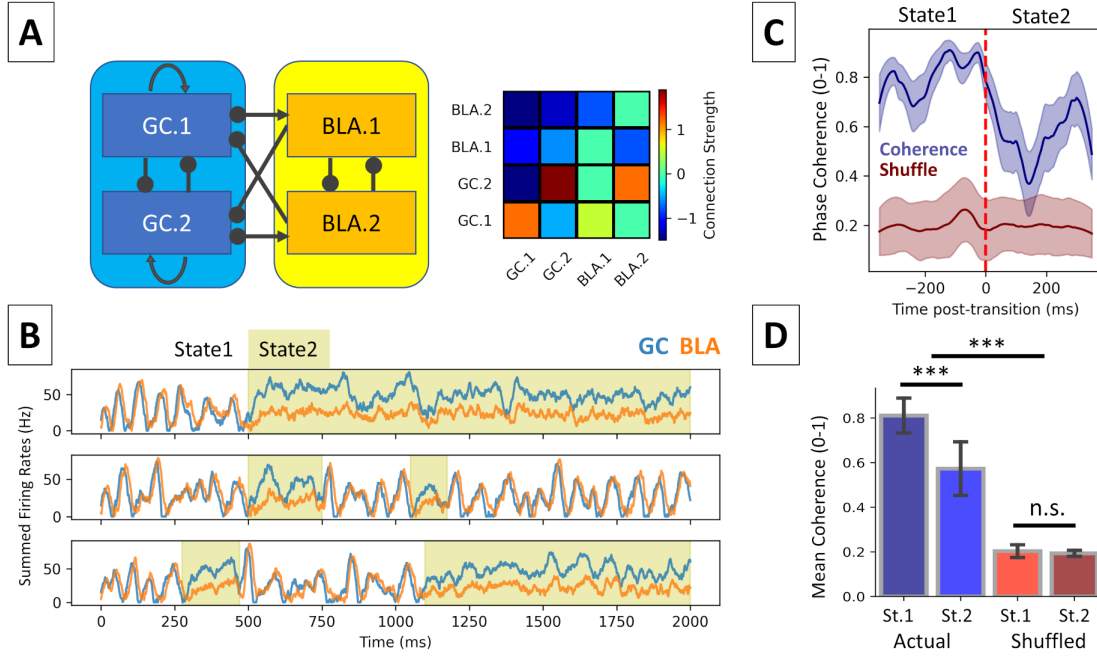 A
GC.1
GC.2
BLA.1
BLA.2
BLA.2
BLA.1
GC.2
GC.1
GC.1
GC.2
BLA.1
BLA.2
1
0
−1
Connection Strength
B
State1
State2
GC BLA
Summed Firing Rates (Hz)
50
0
50
0
50
0
0
250
500
750
1000
1250
1500
1750
2000
Time (ms)
C
State1
State2
Phase Coherence (0-1)
0.8
0.6
0.4
0.2
Coherence
Shuffle
−200
0
200
Time post-transition (ms)
D
***
***
n.s.
Mean Coherence (0-1)
0.8
0.6
0.4
0.2
0.0
St.1
St.2
St.1
St.2
Actual
Shuffled